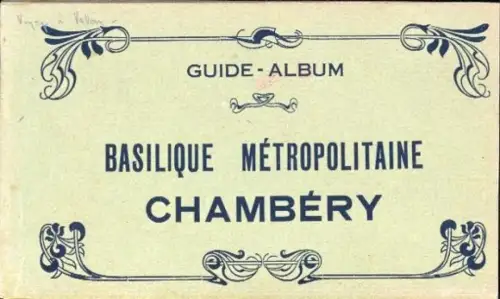 GUIDE-ALBUM
BASILIQUE MÉTROPOLITAINE
CHAMBÉRY